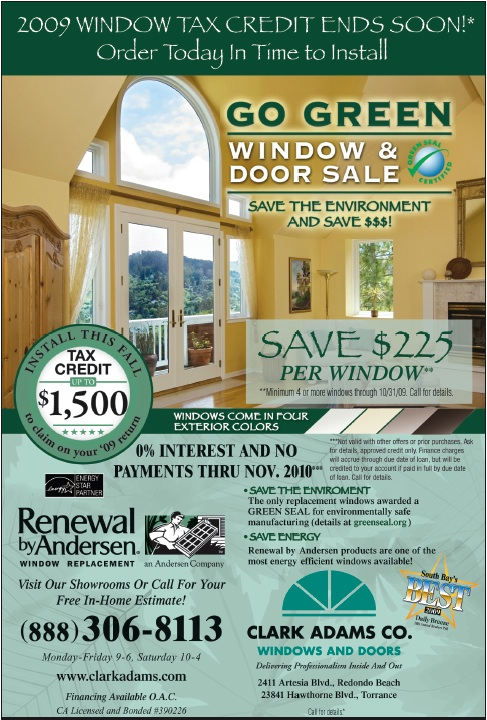 2009 WINDOW TAX CREDIT ENDS SOON!*
Order Today In Time to Install
GO GREEN
WINDOW &
DOOR SALE
GREEN SEAL CERTIFIED
SAVE THE ENVIRONMENT
AND SAVE $$$!
SAVE $225
PER WINDOW**
**Minimum 4 or more windows through 10/31/09. Call for details.
INSTALL THIS FALL
TAX
CREDIT
UP TO
$1,500
to claim on your '09 return
WINDOWS COME IN FOUR
EXTERIOR COLORS
0% INTEREST AND NO
PAYMENTS THRU NOV. 2010***
***Not valid with other offers or prior purchases. Ask
for details, approved credit only. Finance charges
will accrue through due date of loan, but will be
credited to your account if paid in full by due date
of loan. Call for details.
ENERGY
STAR
PARTNER
• SAVE THE ENVIROMENT
The only replacement windows awarded a
GREEN SEAL for environmentally safe
manufacturing (details at greenseal.org )
• SAVE ENERGY
Renewal by Andersen products are one of the
most energy efficient windows available!
Renewal
by Andersen.
WINDOW REPLACEMENT
an Andersen Company
Visit Our Showrooms Or Call For Your
Free In-Home Estimate!
(888) 306-8113
Monday-Friday 9-6, Saturday 10-4
www.clarkadams.com
Financing Available O.A.C.
CA Licensed and Bonded #390226
South Bay's
BEST
2009
Daily Breeze
CLARK ADAMS CO.
WINDOWS AND DOORS
Delivering Professionalism Inside And Out
2411 Artesia Blvd., Redondo Beach
23841 Hawthorne Blvd., Torrance
Call for details*